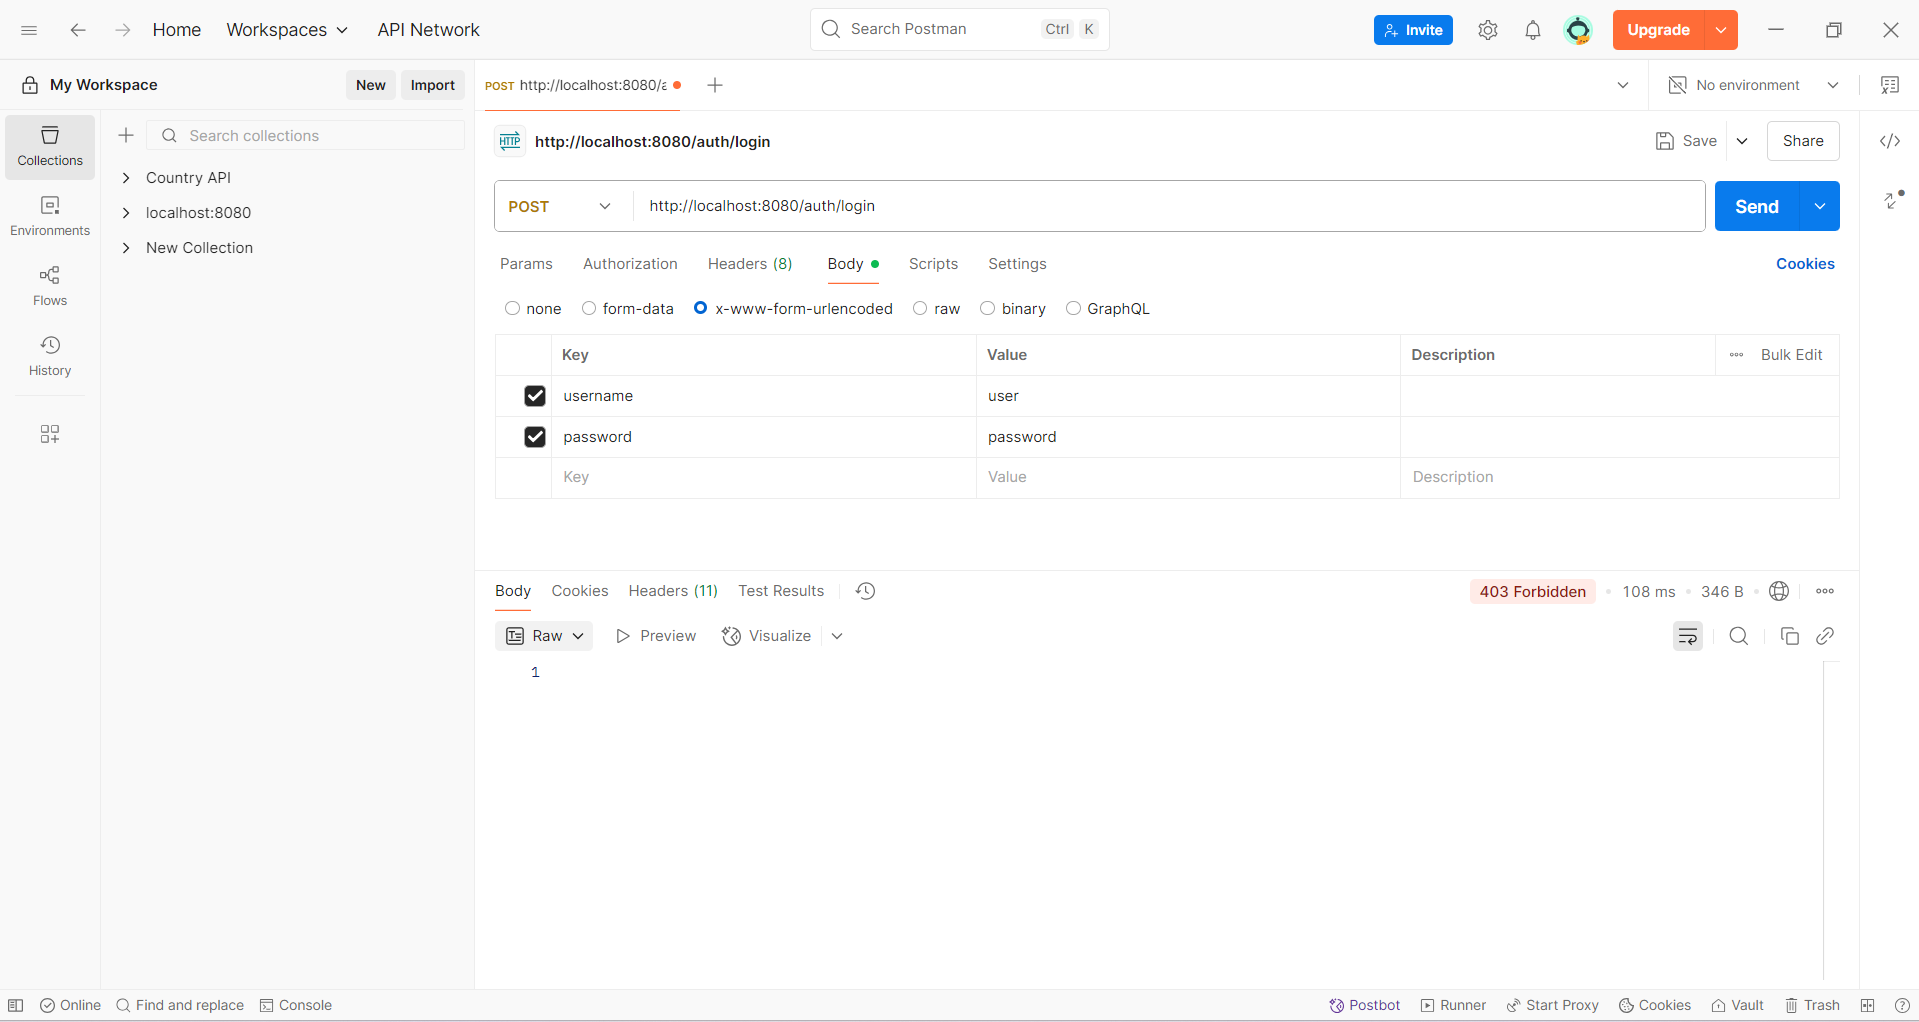 Home Workspaces API Network Search Postman Ctrl K Invite Upgrade
My Workspace New Import POST http://localhost:8080/a No environment
Collections
Environments
Flows
History
Search collections
Country API
localhost:8080
New Collection
HTTP http://localhost:8080/auth/login Save Share
POST http://localhost:8080/auth/login Send
Params Authorization Headers (8) Body Scripts Settings Cookies
none form-data x-www-form-urlencoded raw binary GraphQL
Key Value Description Bulk Edit
username user
password password
Key Value Description
Body Cookies Headers (11) Test Results 403 Forbidden 108 ms 346 B
Raw Preview Visualize
1
Online Find and replace Console Postbot Runner Start Proxy Cookies Vault Trash